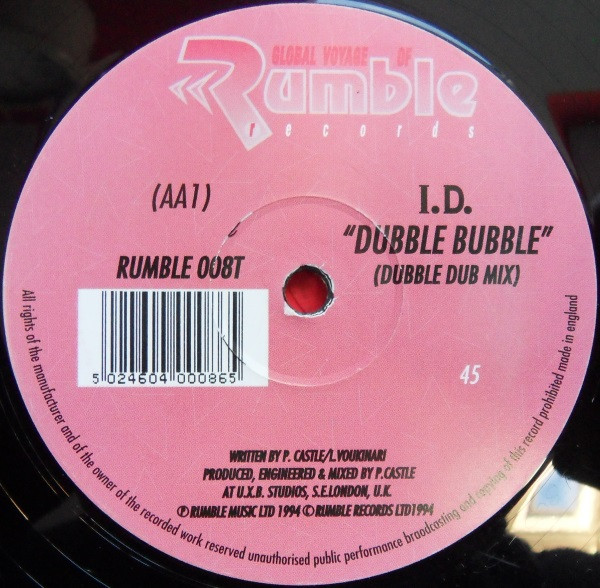 GLOBAL VOYAGE OF
Rumble
records
(AA1)
I.D.
"DUBBLE BUBBLE"
RUMBLE 008T
(DUBBLE DUB MIX)
5 024604 000865
45
WRITTEN BY P. CASTLE/L.VOUKINARI
PRODUCED, ENGINEERED & MIXED BY P.CASTLE
AT U.X.B. STUDIOS, S.E.LONDON, U.K.
℗ RUMBLE MUSIC LTD 1994 © RUMBLE RECORDS LTD1994
All rights of the manufacturer and of the owner of the recorded work reserved unauthorised public performance broadcasting and copying of this record prohibited made in england